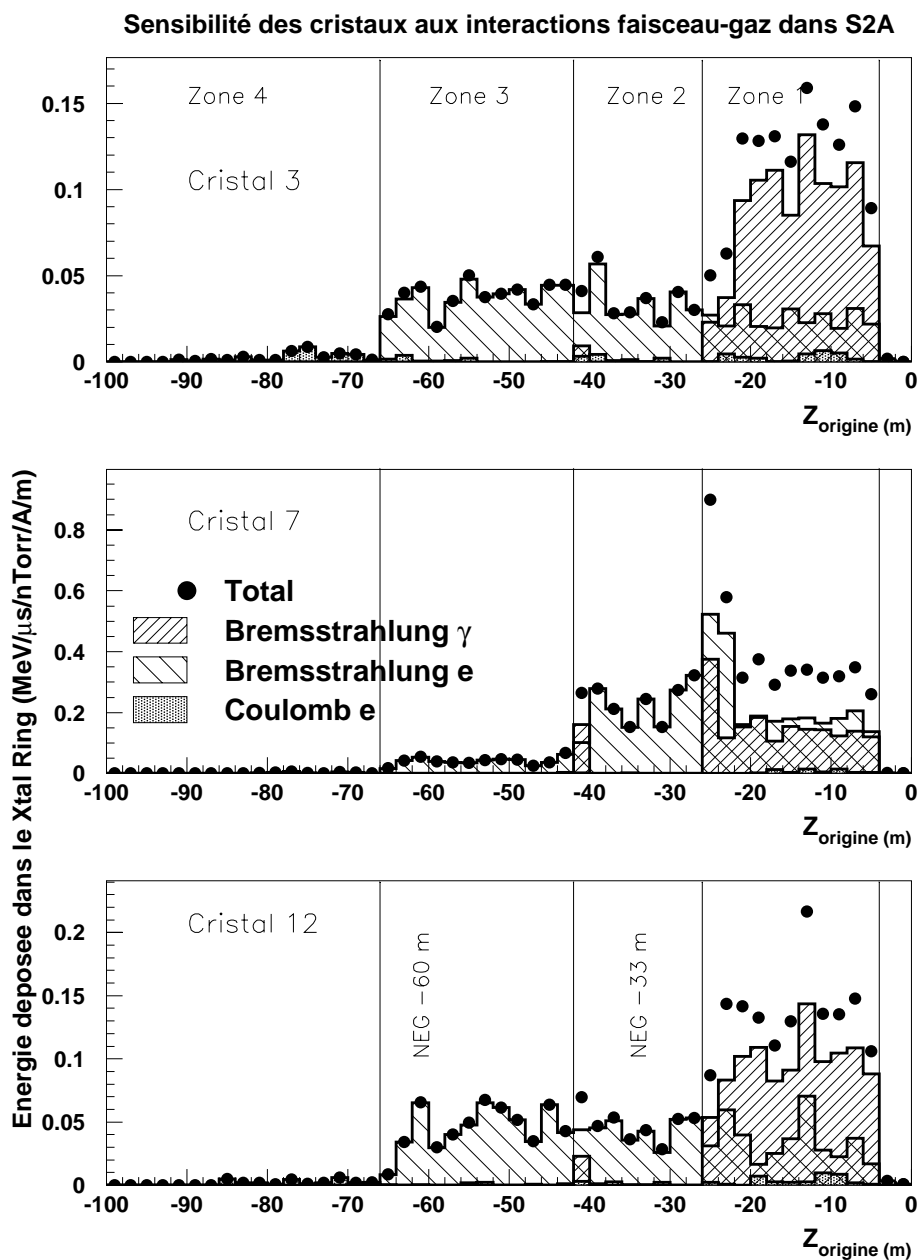 Sensibilité des cristaux aux interactions faisceau-gaz dans S2A
Energie deposee dans le Xtal Ring (MeV/μs/nTorr/A/m)
Zone 4 Zone 3 Zone 2 Zone 1
Cristal 3
0.15
0.1
0.05
0
-100 -90 -80 -70 -60 -50 -40 -30 -20 -10 0
Z origine (m)
Cristal 7
0.8
0.6
0.4
0.2
0
Total
Bremsstrahlung γ
Bremsstrahlung e
Coulomb e
-100 -90 -80 -70 -60 -50 -40 -30 -20 -10 0
Z origine (m)
Cristal 12
NEG -60 m
NEG -33 m
0.2
0.15
0.1
0.05
0
-100 -90 -80 -70 -60 -50 -40 -30 -20 -10 0
Z origine (m)